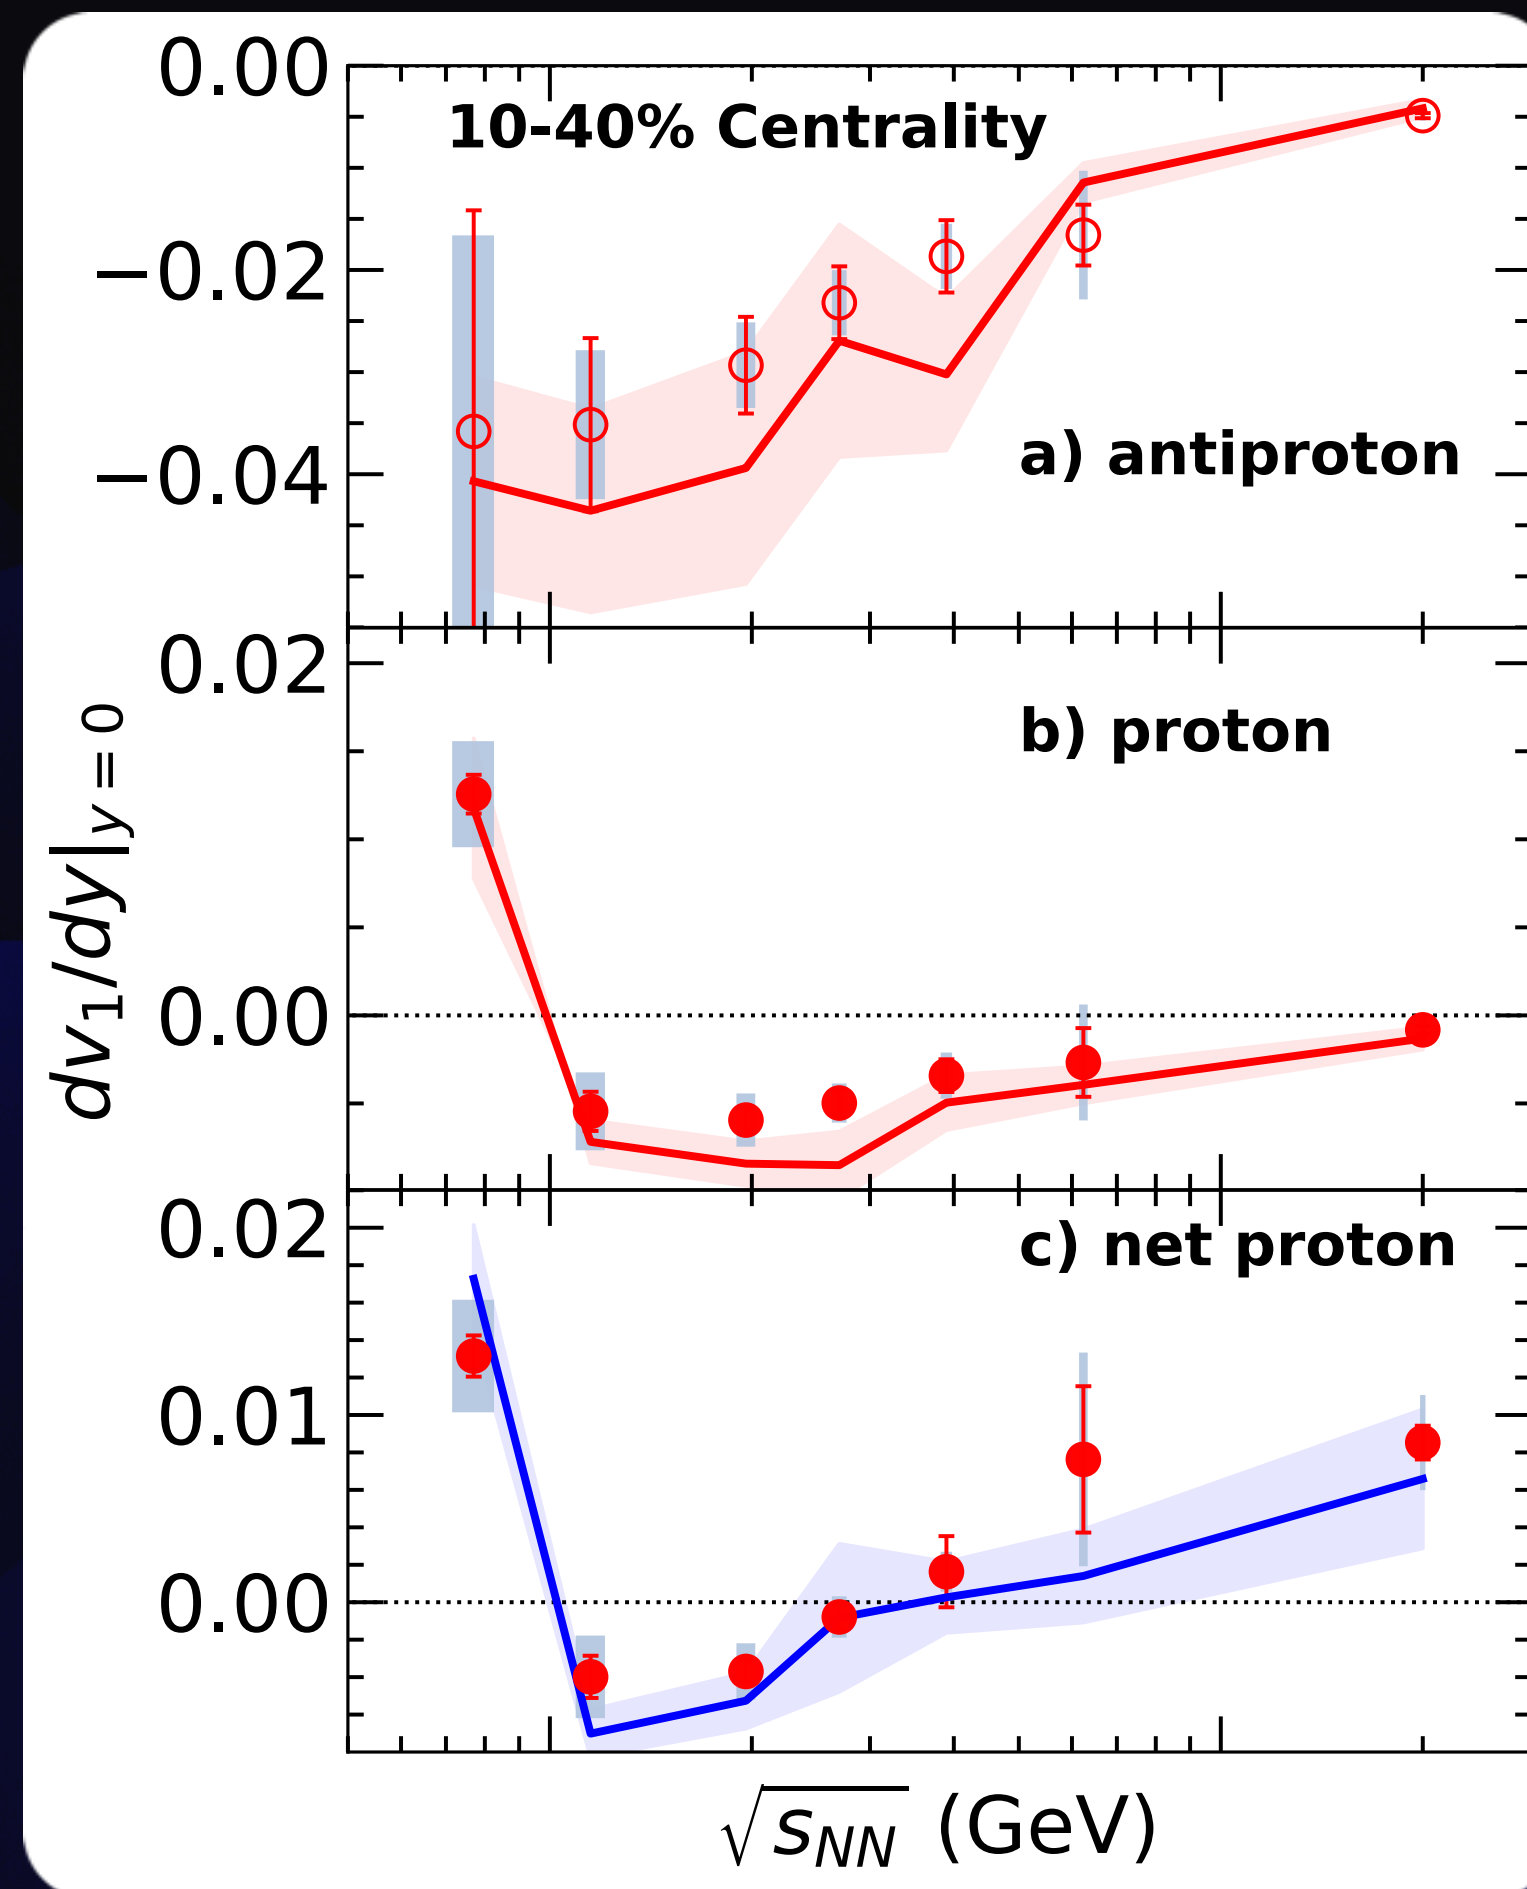 0.00
10-40% Centrality
−0.02
−0.04
a) antiproton
0.02
b) proton
0.00
dv₁/dy|y = 0
0.02
c) net proton
0.01
0.00
√sNN (GeV)